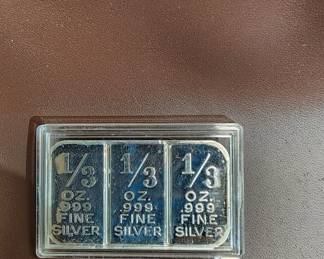 1/3 1/3 1/3
OZ. OZ. OZ.
.999 .999 .999
FINE FINE FINE
SILVER SILVER SILVER